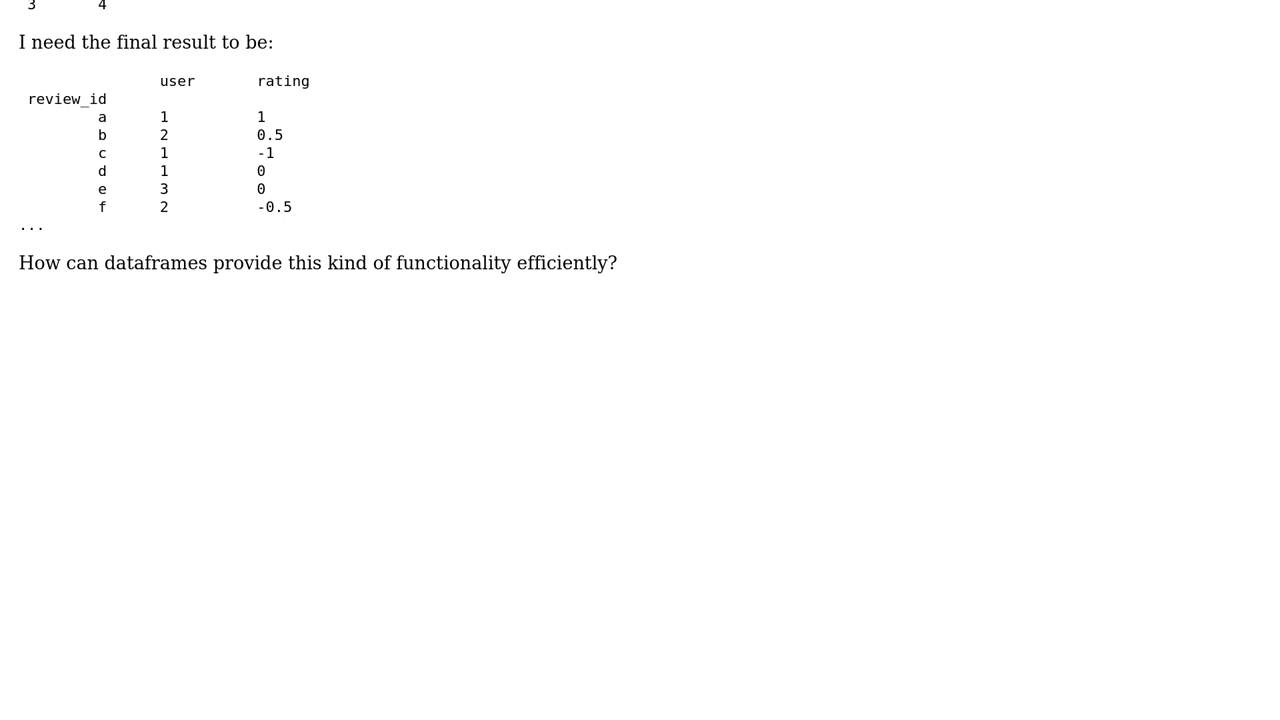 3       4
I need the final result to be:
               user       rating
review_id
        a      1          1
        b      2          0.5
        c      1          -1
        d      1          0
        e      3          0
        f      2          -0.5
...
How can dataframes provide this kind of functionality efficiently?